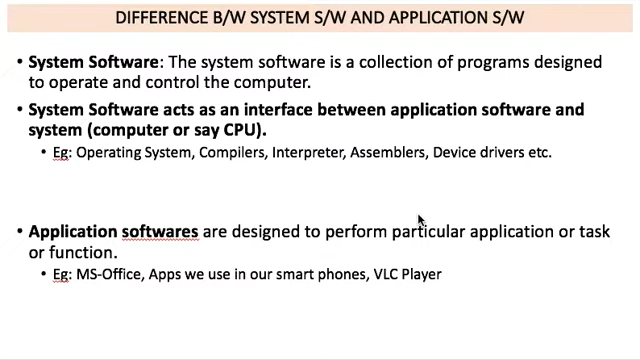 DIFFERENCE B/W SYSTEM S/W AND APPLICATION S/W
• System Software: The system software is a collection of programs designed
to operate and control the computer.
• System Software acts as an interface between application software and
system (computer or say CPU).
• Eg: Operating System, Compilers, Interpreter, Assemblers, Device drivers etc.
• Application softwares are designed to perform particular application or task
or function.
• Eg: MS-Office, Apps we use in our smart phones, VLC Player